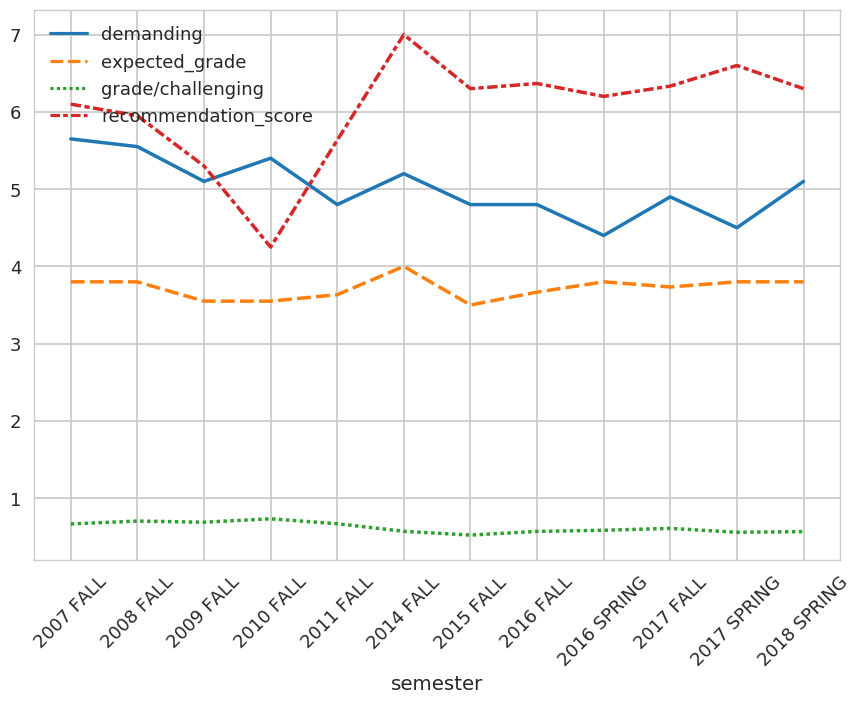 demanding
expected_grade
grade/challenging
recommendation_score
7
6
5
4
3
2
1
2007 FALL
2008 FALL
2009 FALL
2010 FALL
2011 FALL
2014 FALL
2015 FALL
2016 FALL
2016 SPRING
2017 FALL
2017 SPRING
2018 SPRING
semester